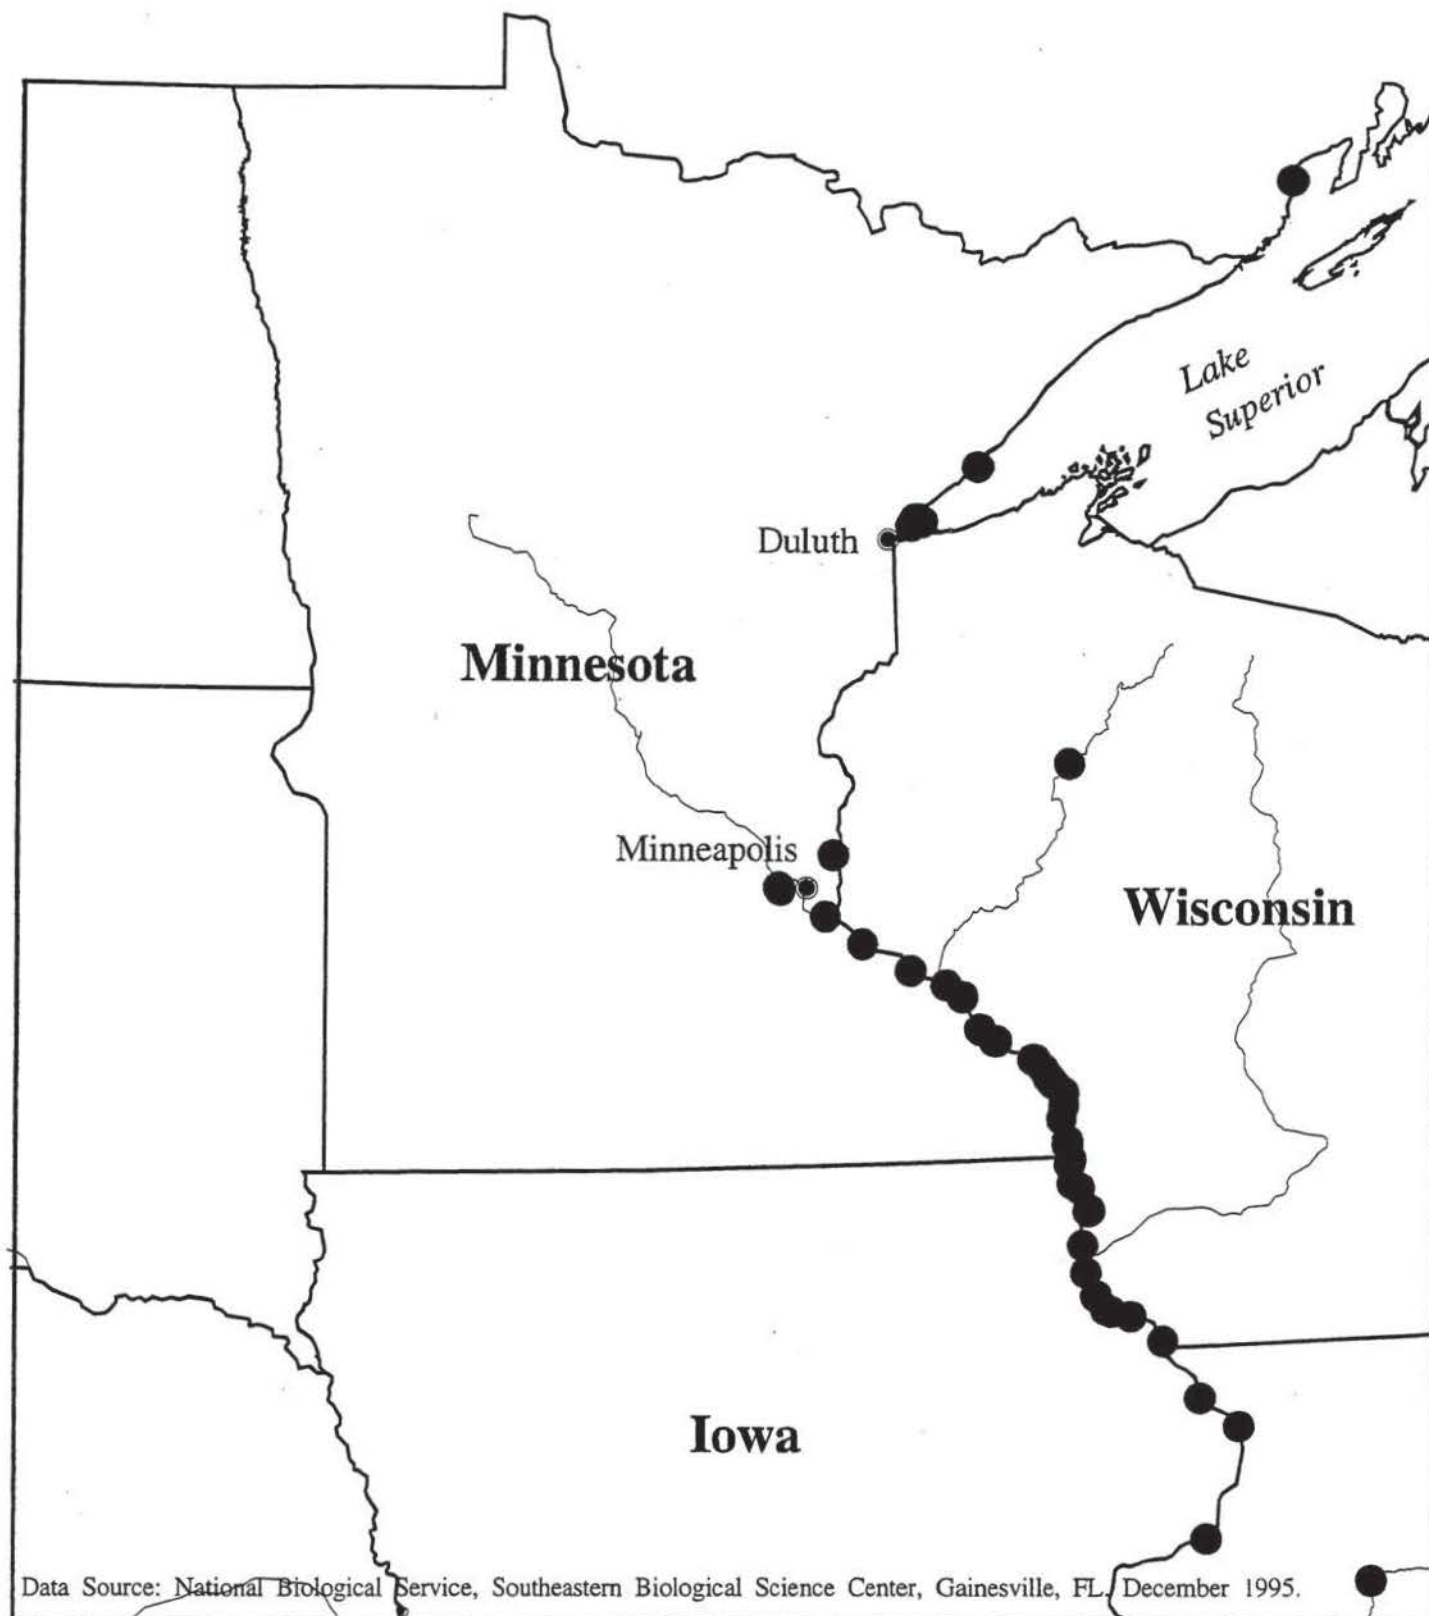 Lake
Superior
Duluth
Minnesota
Minneapolis
Wisconsin
Iowa
Data Source: National Biological Service, Southeastern Biological Science Center, Gainesville, FL. December 1995.